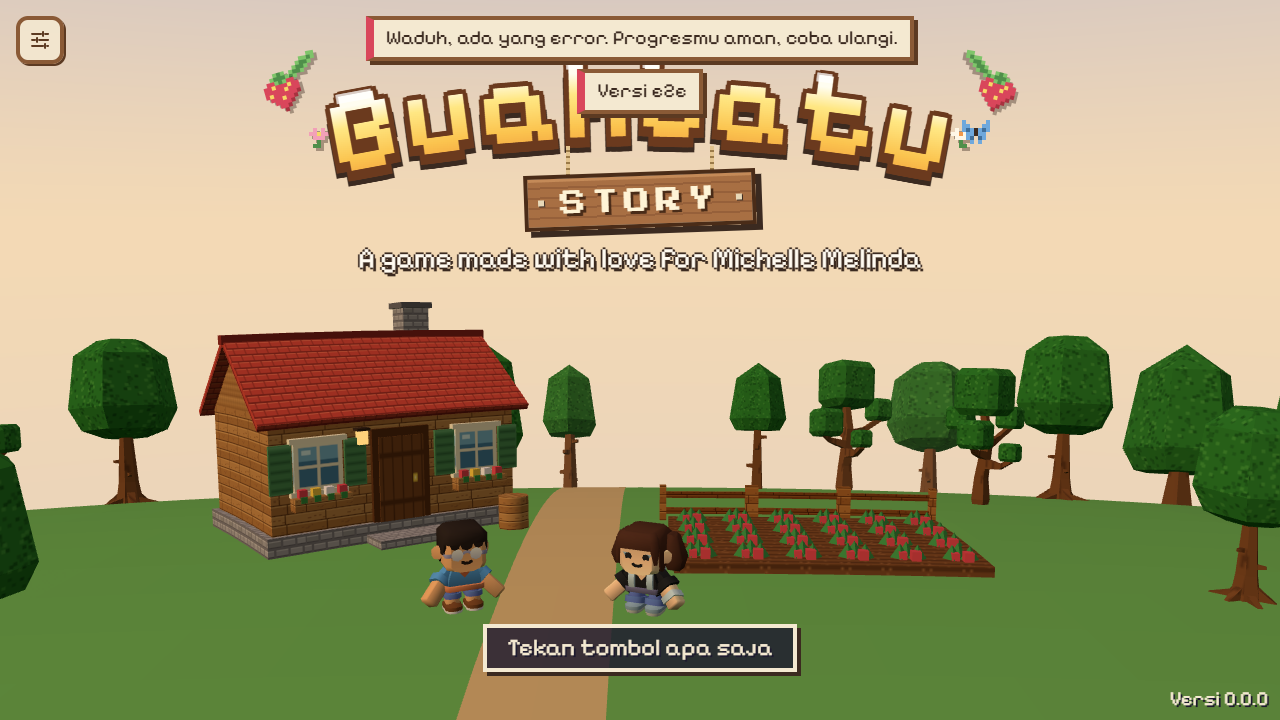 Waduh, ada yang error. Progresmu aman, coba ulangi.
Versi e2e
STORY
A game made with love for Michelle Melinda
Tekan tombol apa saja
Versi 0.0.0